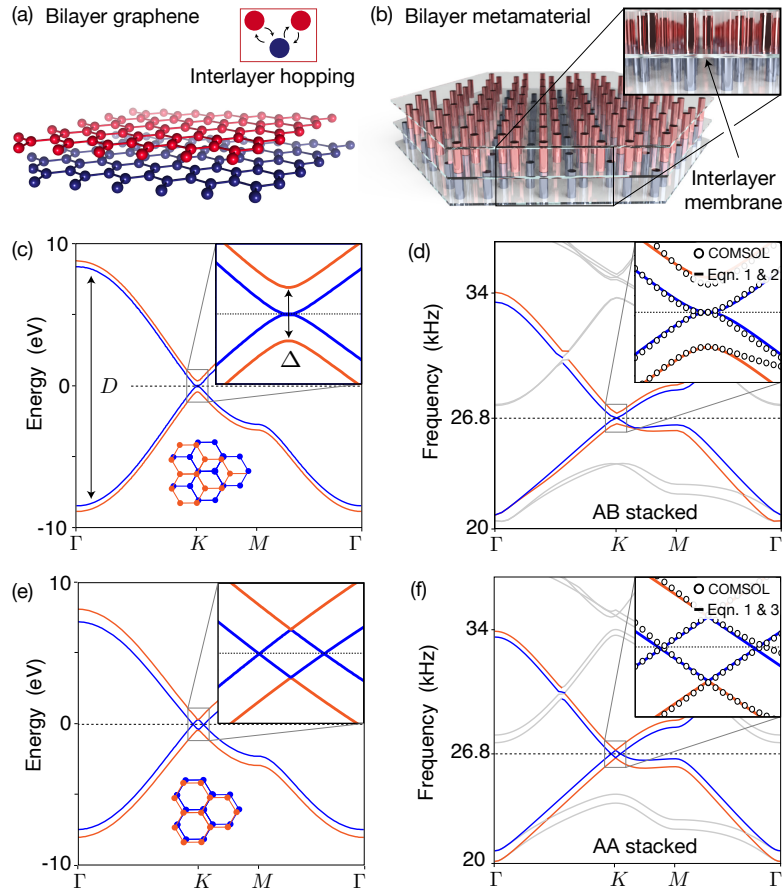 (a) Bilayer graphene
Interlayer hopping
(b) Bilayer metamaterial
Interlayer
membrane
(c)
Energy (eV)
10
0
-10
D
Δ
Γ K M Γ
(d)
Frequency (kHz)
34
26.8
20
COMSOL
Eqn. 1 & 2
AB stacked
Γ K M Γ
(e)
Energy (eV)
10
0
-10
Γ K M Γ
(f)
Frequency (kHz)
34
26.8
20
COMSOL
Eqn. 1 & 3
AA stacked
Γ K M Γ